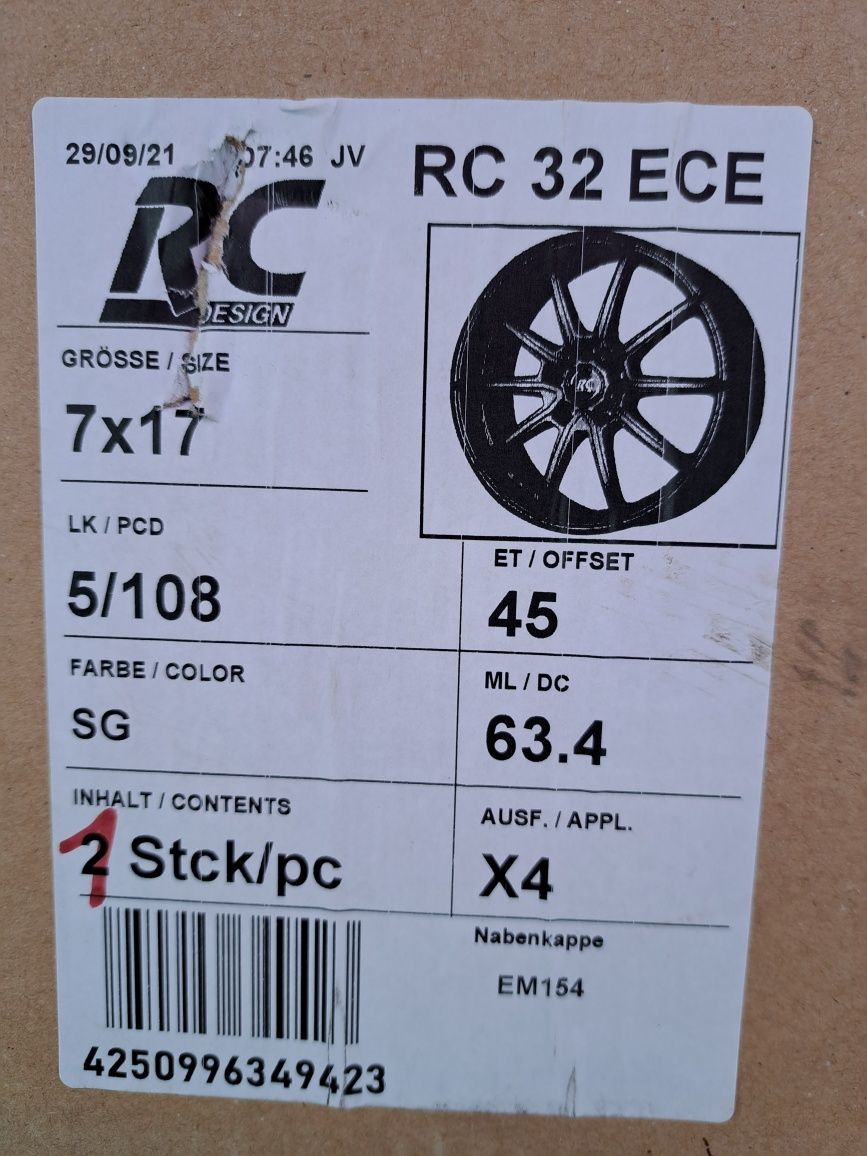 29/09/21 07:46 JV
RC 32 ECE
RC
DESIGN
RC
GRÖSSE / SIZE
7x17
LK / PCD
5/108
ET / OFFSET
45
FARBE / COLOR
SG
ML / DC
63.4
INHALT / CONTENTS
2 Stck/pc
1
AUSF. / APPL.
X4
Nabenkappe
EM154
4250996349423